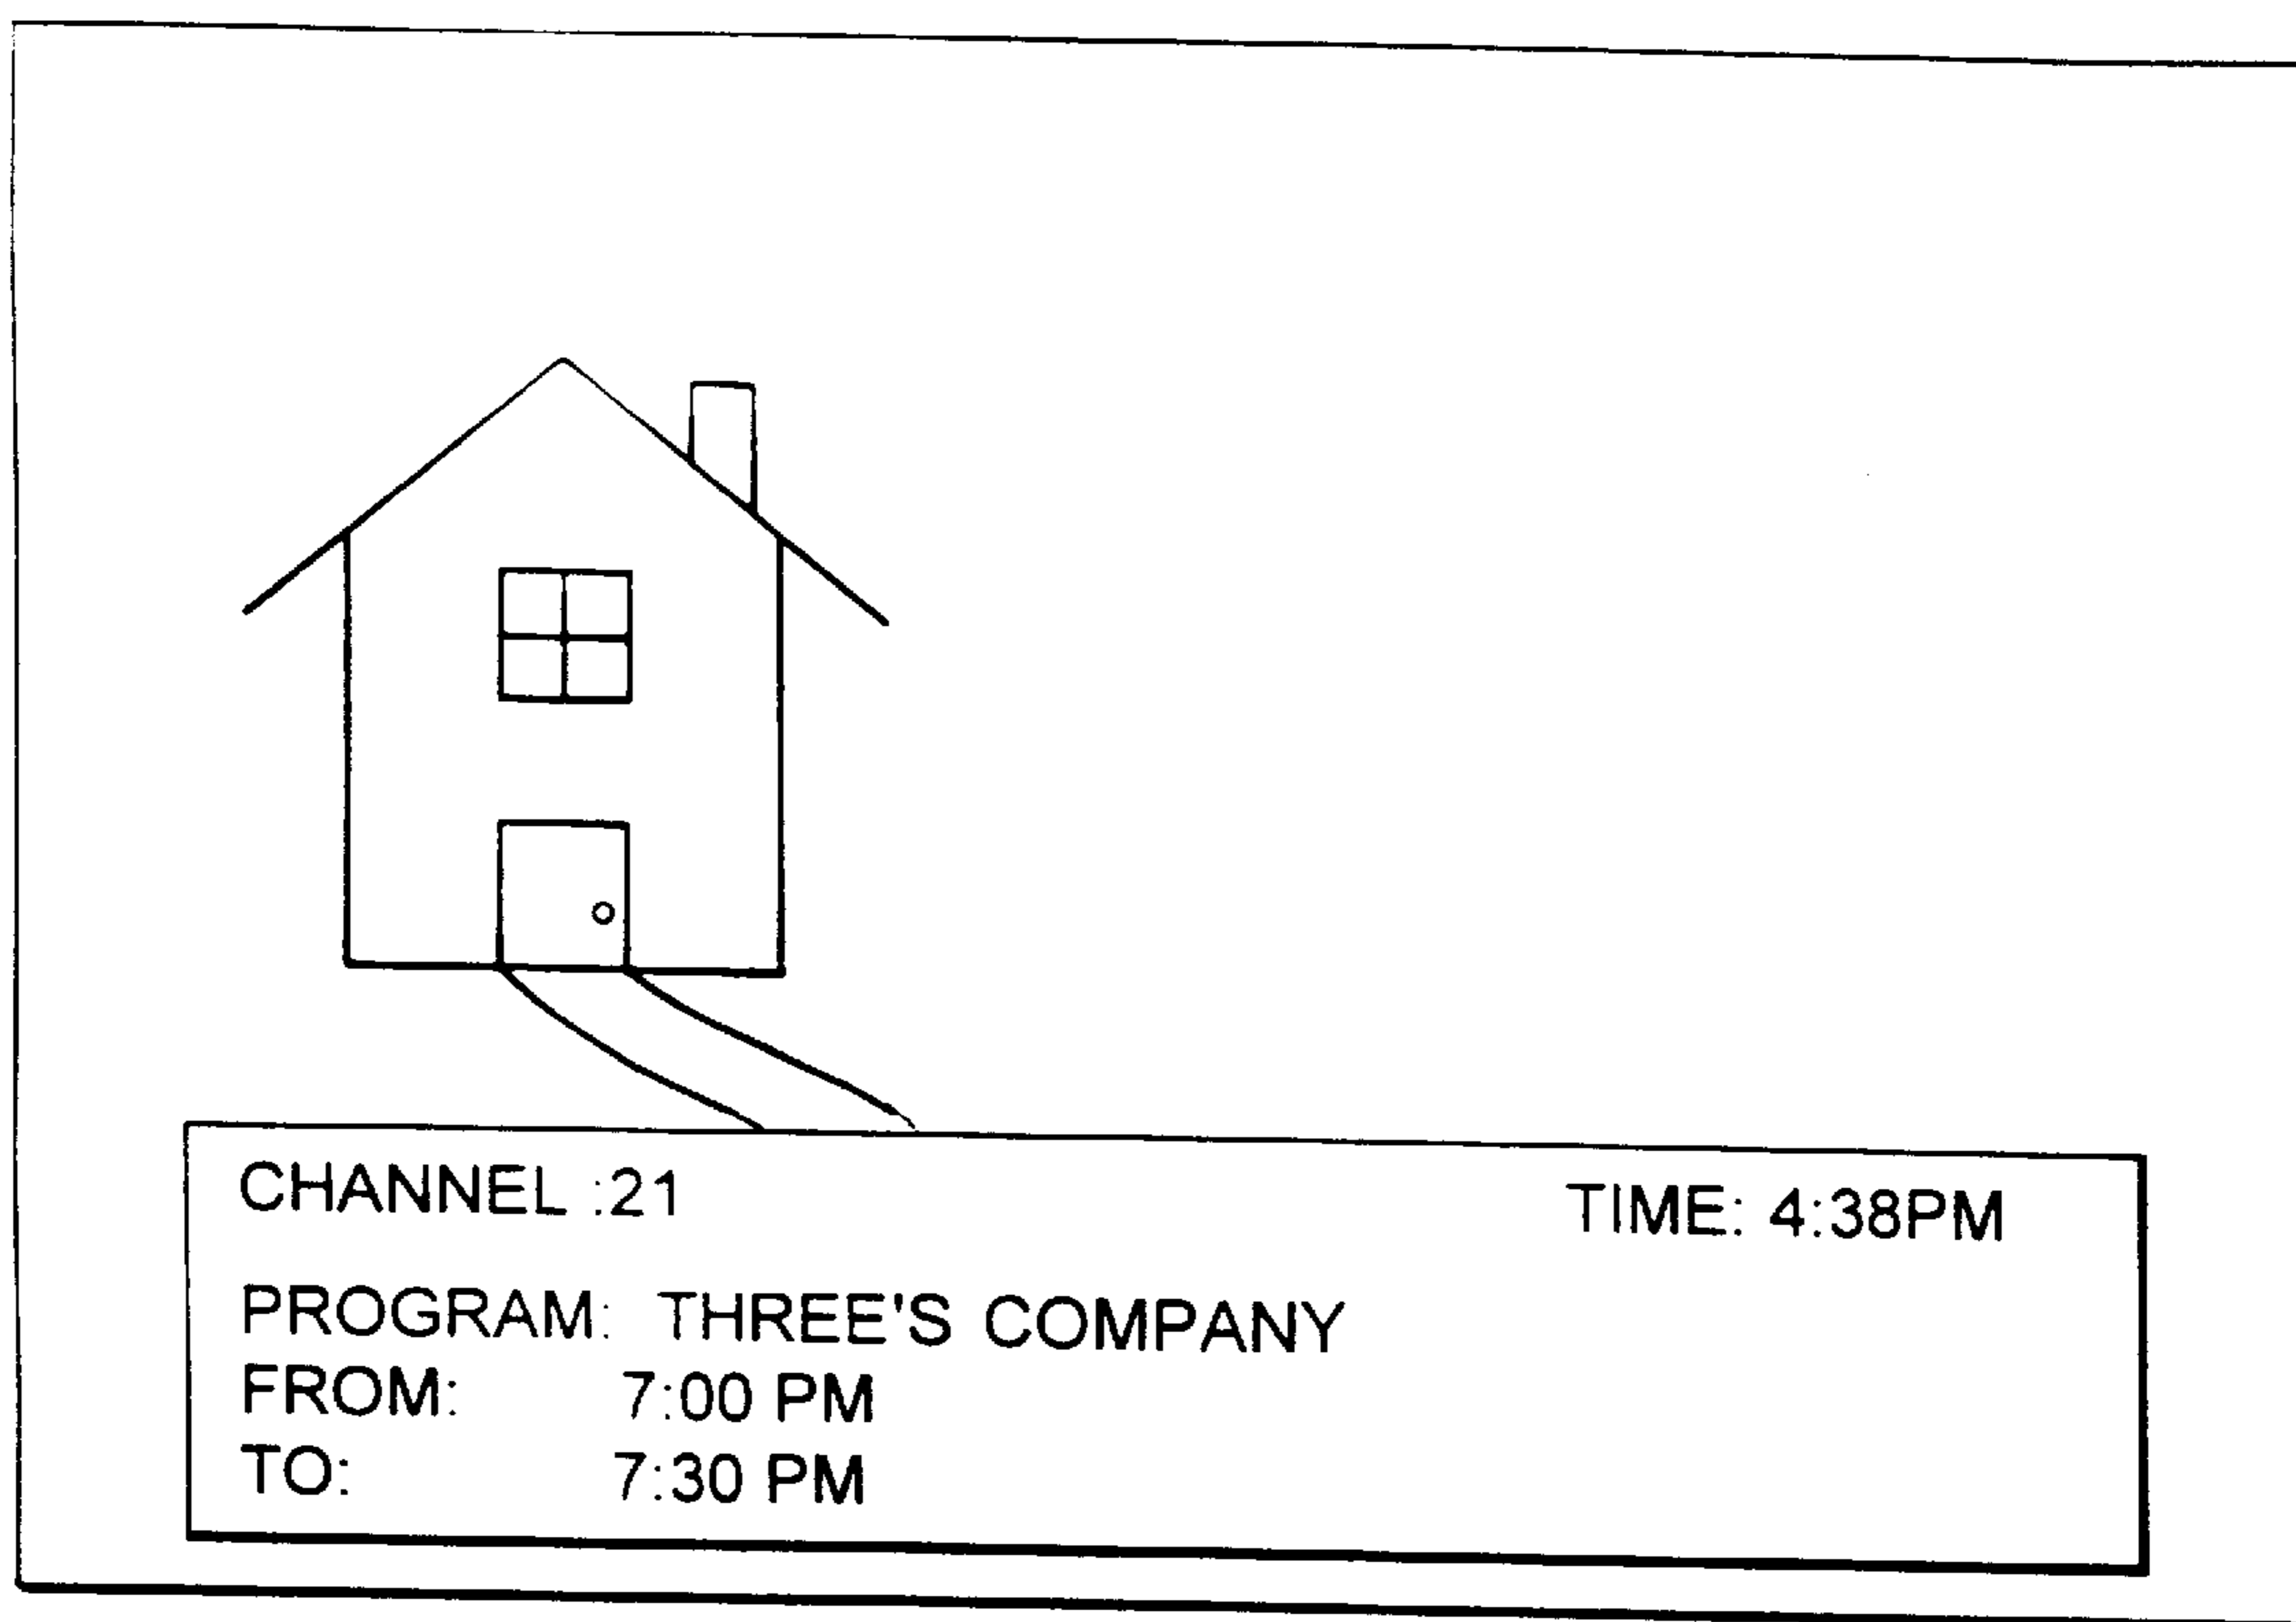 CHANNEL :21 TIME: 4:38PM
PROGRAM: THREE'S COMPANY
FROM: 7:00 PM
TO: 7:30 PM